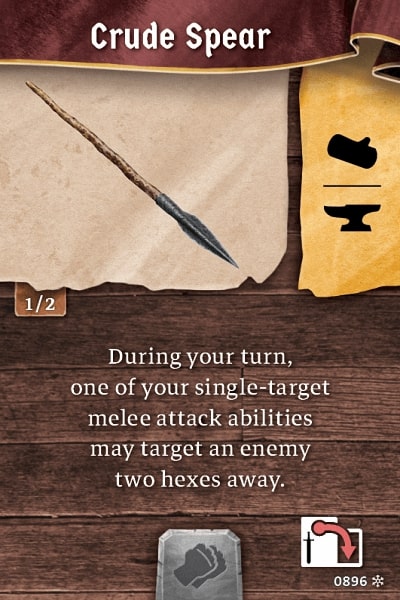 Crude Spear
1/2
During your turn,
one of your single-target
melee attack abilities
may target an enemy
two hexes away.
0896